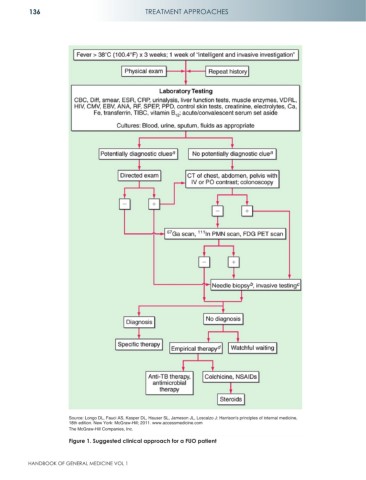 136
TREATMENT APPROACHES
Fever > 38°C (100.4°F) x 3 weeks; 1 week of "intelligent and invasive investigation"
Physical exam
Repeat history
Laboratory Testing
CBC, Diff, smear, ESR, CRP, urinalysis, liver function tests, muscle enzymes, VDRL,
HIV, CMV, EBV, ANA, RF, SPEP, PPD, control skin tests, creatinine, electrolytes, Ca,
Fe, transferrin, TIBC, vitamin B12; acute/convalescent serum set aside
Cultures: Blood, urine, sputum, fluids as appropriate
Potentially diagnostic clues
No potentially diagnostic clue
Directed exam
CT of chest, abdomen, pelvis with
IV or PO contrast; colonoscopy
–
+
–
+
67Ga scan, 111In PMN scan, FDG PET scan
–
+
Needle biopsy, invasive testing
Diagnosis
No diagnosis
Specific therapy
Empirical therapy
Watchful waiting
Anti-TB therapy,
antimicrobial
therapy
Colchicine, NSAIDs
Steroids
Source: Longo DL, Fauci AS, Kasper DL, Hauser SL, Jameson JL, Loscalzo J: Harrison's principles of internal medicine,
18th edition. New York: McGraw-Hill; 2011. www.accessmedicine.com
The McGraw-Hill Companies, Inc.
Figure 1. Suggested clinical approach for a FUO patient
HANDBOOK OF GENERAL MEDICINE VOL 1